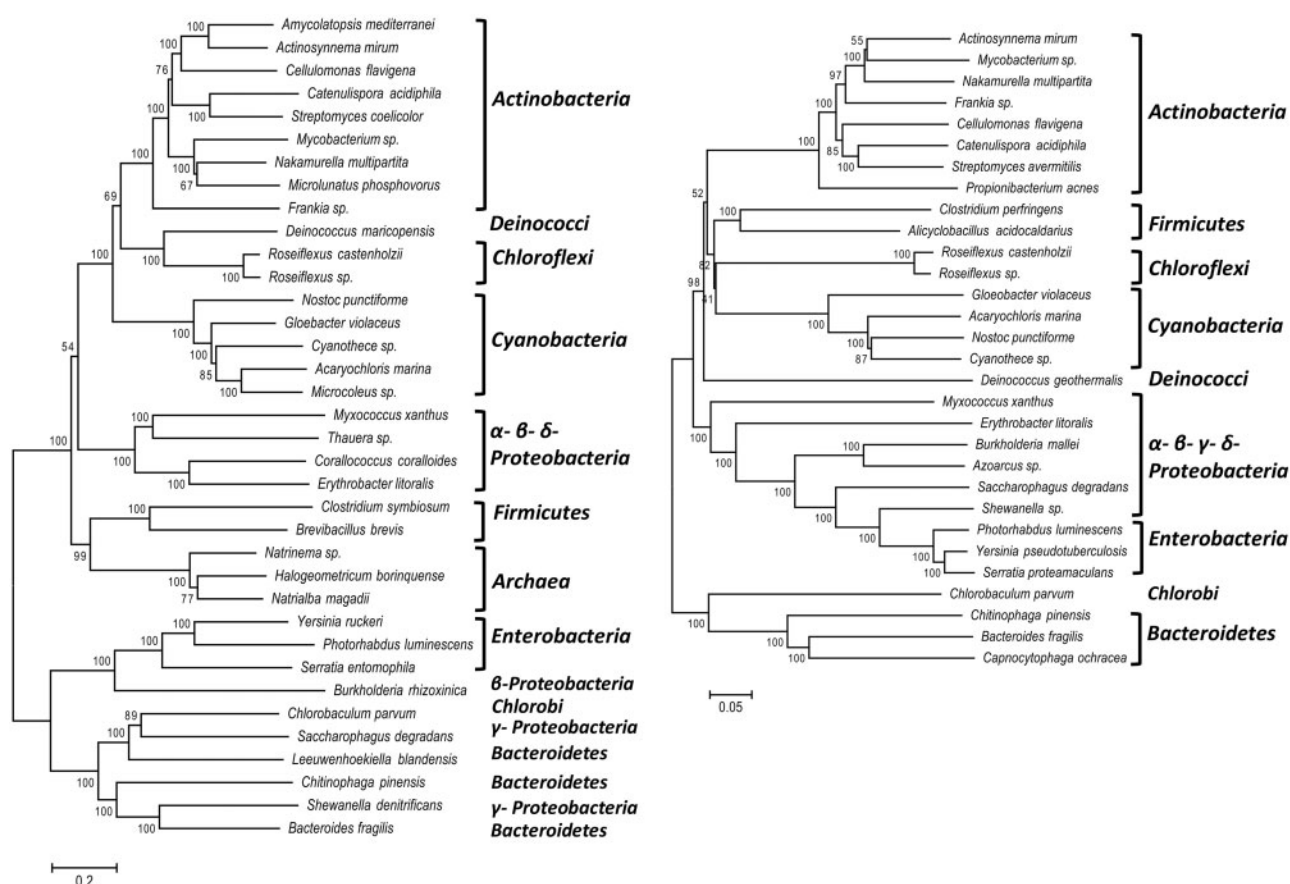 100
Amycolatopsis mediterranei
100
Actinosynnema mirum
76
Cellulomonas flavigena
100
Catenulispora acidiphila
100
Streptomyces coelicolor
Actinobacteria
100
Mycobacterium sp.
100
Nakamurella multipartita
67
Microlunatus phosphovorus
Frankia sp.
69
Deinococcus maricopensis
Deinococci
100
Roseiflexus castenholzii
100
Roseiflexus sp.
Chloroflexi
100
Nostoc punctiforme
100
Gloebacter violaceus
100
Cyanothece sp.
Cyanobacteria
85
Acaryochloris marina
100
Microcoleus sp.
54
100
Myxococcus xanthus
Thauera sp.
100
Corallococcus coralloides
100
Erythrobacter litoralis
α- β- δ-
Proteobacteria
100
100
Clostridium symbiosum
Brevibacillus brevis
Firmicutes
99
Natrinema sp.
100
Halogeometricum borinquense
77
Natrialba magadii
Archaea
100
Yersinia ruckeri
100
Photorhabdus luminescens
Serratia entomophila
Enterobacteria
100
Burkholderia rhizoxinica
β-Proteobacteria
89
Chlorobaculum parvum
Chlorobi
Saccharophagus degradans
γ- Proteobacteria
100
Leeuwenhoekiella blandensis
Bacteroidetes
100
Chitinophaga pinensis
Bacteroidetes
100
Shewanella denitrificans
γ- Proteobacteria
100
Bacteroides fragilis
Bacteroidetes
0.2
55
Actinosynnema mirum
100
Mycobacterium sp.
97
Nakamurella multipartita
100
Frankia sp.
Cellulomonas flavigena
Actinobacteria
85
Catenulispora acidiphila
100
Streptomyces avermitilis
100
Propionibacterium acnes
52
100
Clostridium perfringens
Alicyclobacillus acidocaldarius
Firmicutes
82
100
Roseiflexus castenholzii
Roseiflexus sp.
Chloroflexi
98
41
Gloeobacter violaceus
100
Acaryochloris marina
100
Nostoc punctiforme
87
Cyanothece sp.
Cyanobacteria
Deinococcus geothermalis
Deinococci
Myxococcus xanthus
100
Erythrobacter litoralis
100
Burkholderia mallei
100
Azoarcus sp.
100
Saccharophagus degradans
100
Shewanella sp.
α- β- γ- δ-
Proteobacteria
100
Photorhabdus luminescens
100
Yersinia pseudotuberculosis
100
Serratia proteamaculans
Enterobacteria
Chlorobaculum parvum
Chlorobi
100
Chitinophaga pinensis
100
Bacteroides fragilis
100
Capnocytophaga ochracea
Bacteroidetes
0.05